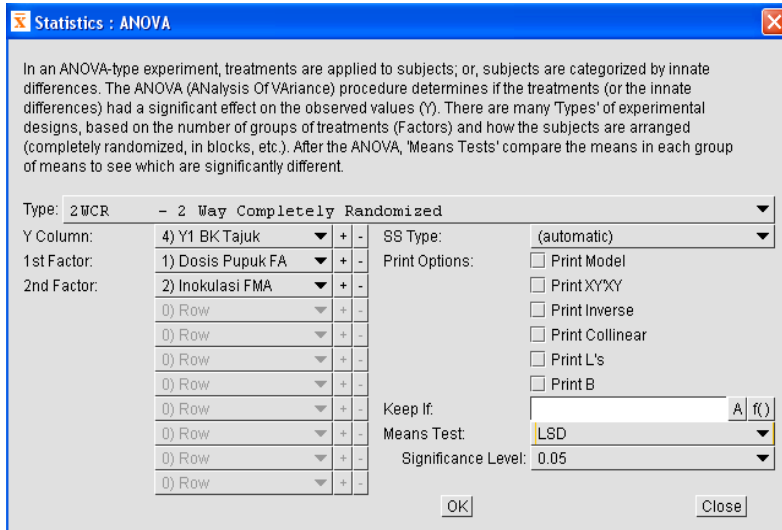 Statistics : ANOVA
In an ANOVA-type experiment, treatments are applied to subjects; or, subjects are categorized by innate
differences. The ANOVA (ANalysis Of VAriance) procedure determines if the treatments (or the innate
differences) had a significant effect on the observed values (Y). There are many 'Types' of experimental
designs, based on the number of groups of treatments (Factors) and how the subjects are arranged
(completely randomized, in blocks, etc.). After the ANOVA, 'Means Tests' compare the means in each group
of means to see which are significantly different.
Type: 2WCR - 2 Way Completely Randomized
Y Column: 4) Y1 BK Tajuk + - SS Type: (automatic)
1st Factor: 1) Dosis Pupuk FA + - Print Options: Print Model
2nd Factor: 2) Inokulasi FMA + - Print X'Y'XY
0) Row + - Print Inverse
0) Row + - Print Collinear
0) Row + - Print L's
0) Row + - Print B
0) Row + - Keep If: A f()
0) Row + - Means Test: LSD
0) Row + - Significance Level: 0.05
0) Row + -
OK Close